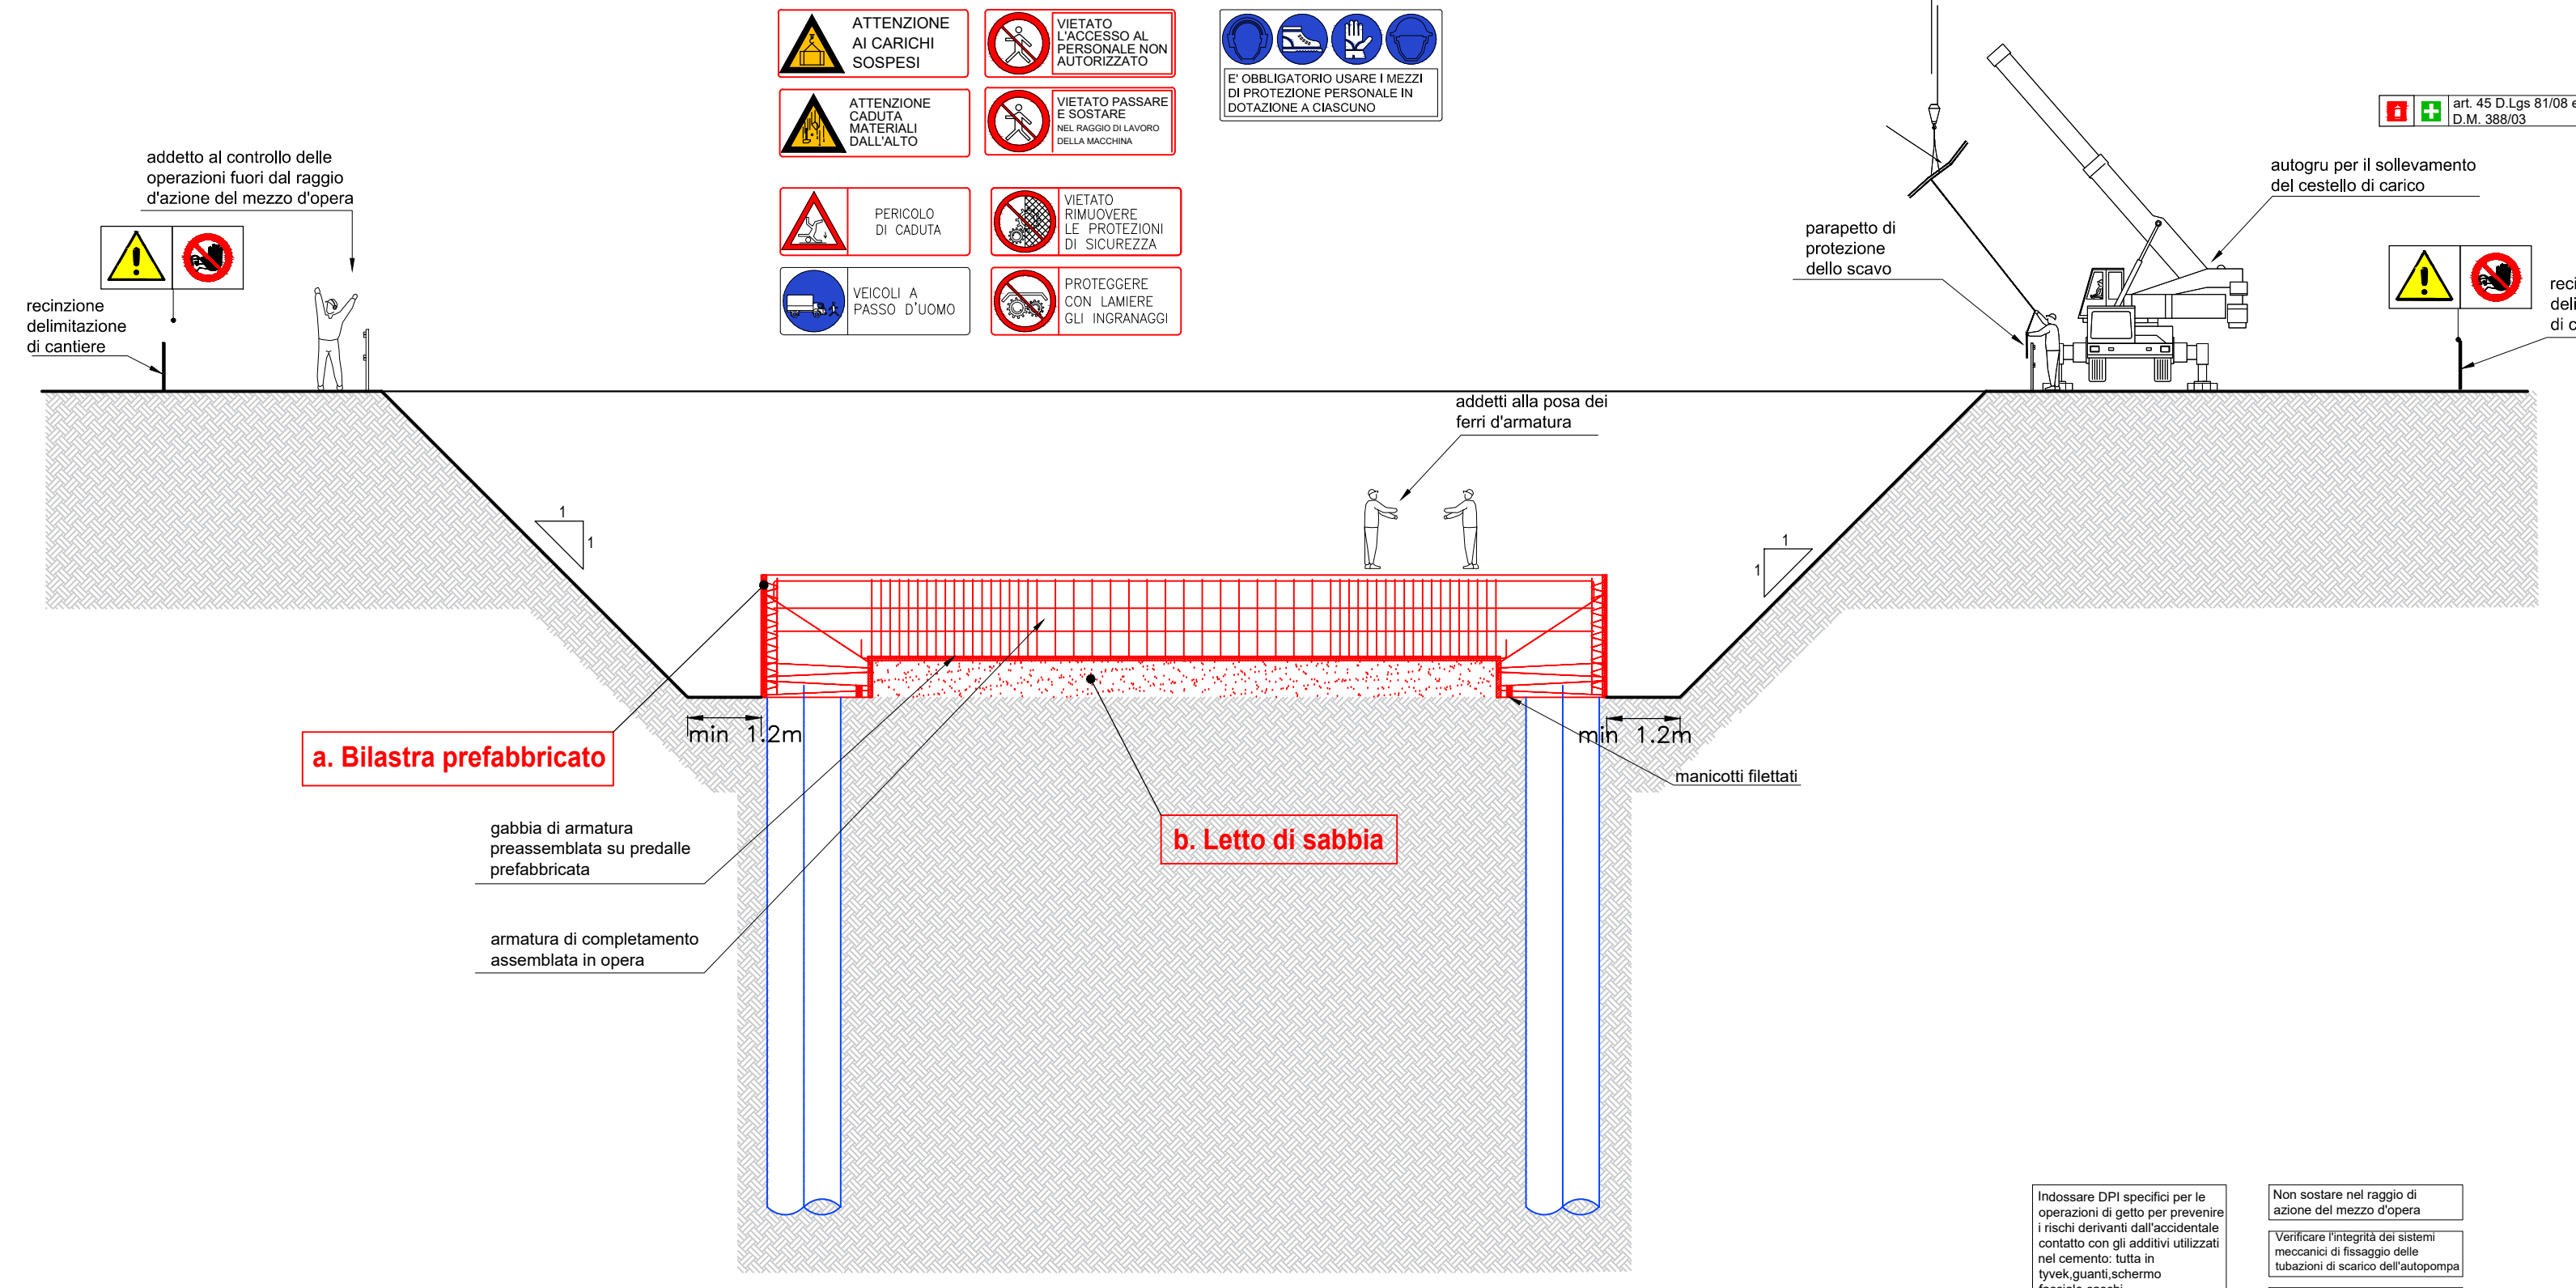 ATTENZIONE
AI CARICHI
SOSPESI
VIETATO
L'ACCESSO AL
PERSONALE NON
AUTORIZZATO
E' OBBLIGATORIO USARE I MEZZI
DI PROTEZIONE PERSONALE IN
DOTAZIONE A CIASCUNO
ATTENZIONE
CADUTA
MATERIALI
DALL'ALTO
VIETATO PASSARE
E SOSTARE
NEL RAGGIO DI LAVORO
DELLA MACCHINA
art. 45 D.Lgs 81/08 e
D.M. 388/03
addetto al controllo delle
operazioni fuori dal raggio
d'azione del mezzo d'opera
autogru per il sollevamento
del cestello di carico
PERICOLO
DI CADUTA
VIETATO
RIMUOVERE
LE PROTEZIONI
DI SICUREZZA
parapetto di
protezione
dello scavo
VEICOLI A
PASSO D'UOMO
PROTEGGERE
CON LAMIERE
GLI INGRANAGGI
recinzione
delimitazione
di cantiere
addetti alla posa dei
ferri d'armatura
1
1
1
1
min 1.2m
min 1.2m
a. Bilastra prefabbricato
manicotti filettati
gabbia di armatura
preassemblata su predalle
prefabbricata
b. Letto di sabbia
armatura di completamento
assemblata in opera
Indossare DPI specifici per le
operazioni di getto per prevenire
i rischi derivanti dall'accidentale
contatto con gli additivi utilizzati
nel cemento: tutta in
tyvek,guanti,schermo
Non sostare nel raggio di
azione del mezzo d'opera
Verificare l'integrità dei sistemi
meccanici di fissaggio delle
tubazioni di scarico dell'autopompa